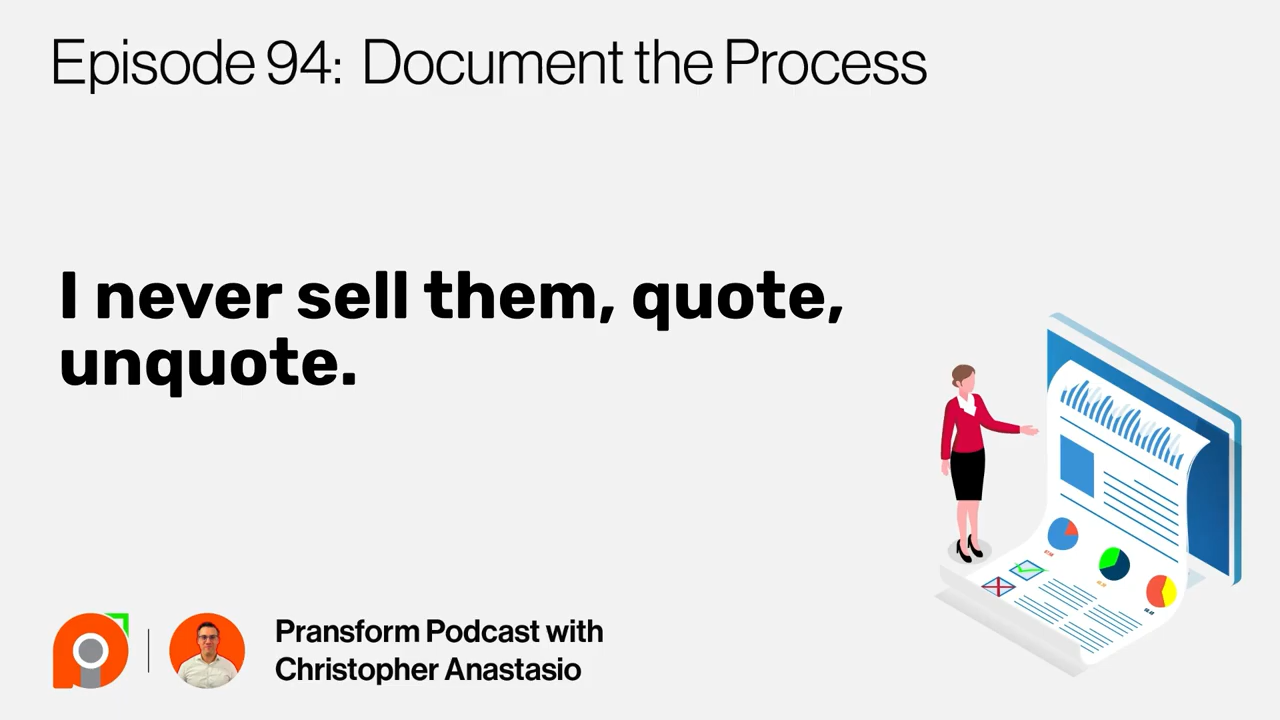 Episode 94: Document the Process
I never sell them, quote,
unquote.
Pransform Podcast with
Christopher Anastasio